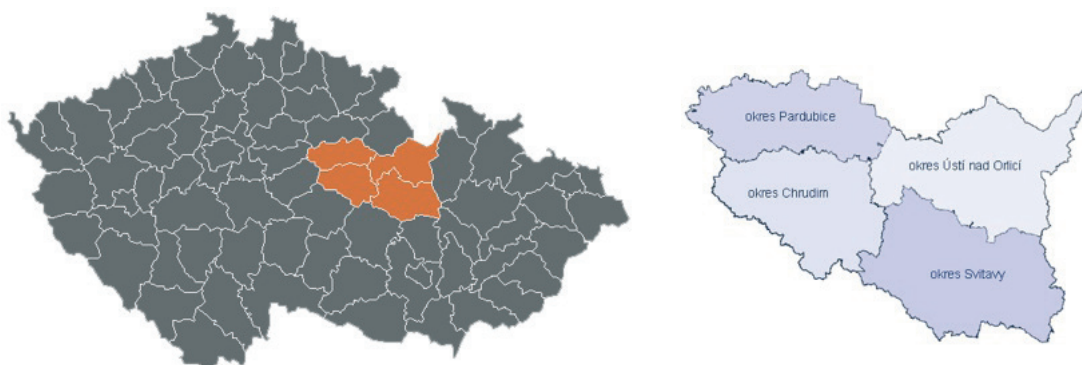 okres Pardubice
okres Ústí nad Orlicí
okres Chrudim
okres Svitavy